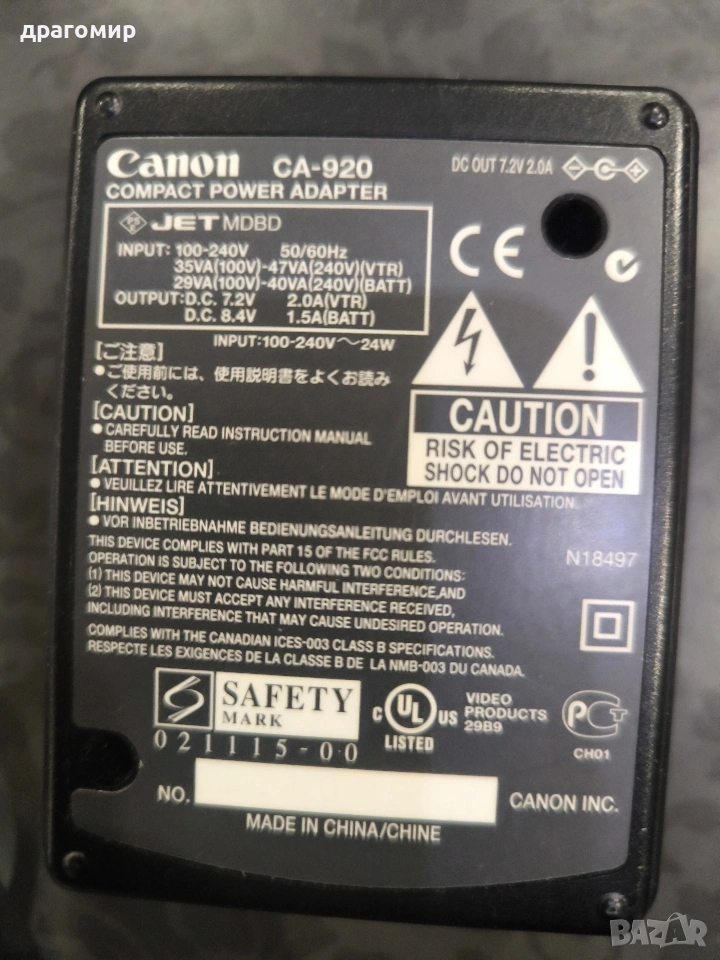 драгомир
Canon CA-920 DC OUT 7.2V 2.0A
COMPACT POWER ADAPTER
PS E JET MDBD
INPUT: 100-240V 50/60Hz
35VA(100V)-47VA(240V)(VTR)
29VA(100V)-40VA(240V)(BATT)
OUTPUT:D.C. 7.2V 2.0A(VTR)
D.C. 8.4V 1.5A(BATT)
INPUT:100-240V～24W
[ご注意]
●ご使用前には、使用説明書をよくお読み
ください。
[CAUTION]
● CAREFULLY READ INSTRUCTION MANUAL
BEFORE USE.
[ATTENTION]
● VEUILLEZ LIRE ATTENTIVEMENT LE MODE D'EMPLOI AVANT UTILISATION.
[HINWEIS]
● VOR INBETRIEBNAHME BEDIENUNGSANLEITUNG DURCHLESEN.
CE
CAUTION
RISK OF ELECTRIC
SHOCK DO NOT OPEN
THIS DEVICE COMPLIES WITH PART 15 OF THE FCC RULES.
OPERATION IS SUBJECT TO THE FOLLOWING TWO CONDITIONS:
(1) THIS DEVICE MAY NOT CAUSE HARMFUL INTERFERENCE,AND
(2) THIS DEVICE MUST ACCEPT ANY INTERFERENCE RECEIVED,
INCLUDING INTERFERENCE THAT MAY CAUSE UNDESIRED OPERATION.
N18497
COMPLIES WITH THE CANADIAN ICES-003 CLASS B SPECIFICATIONS.
RESPECTE LES EXIGENCES DE LA CLASSE B DE LA NMB-003 DU CANADA.
S SAFETY
MARK
021115-00
C UL US
LISTED
VIDEO
PRODUCTS
29B9
PCT
CH01
NO. CANON INC.
MADE IN CHINA/CHINE
BAZAR